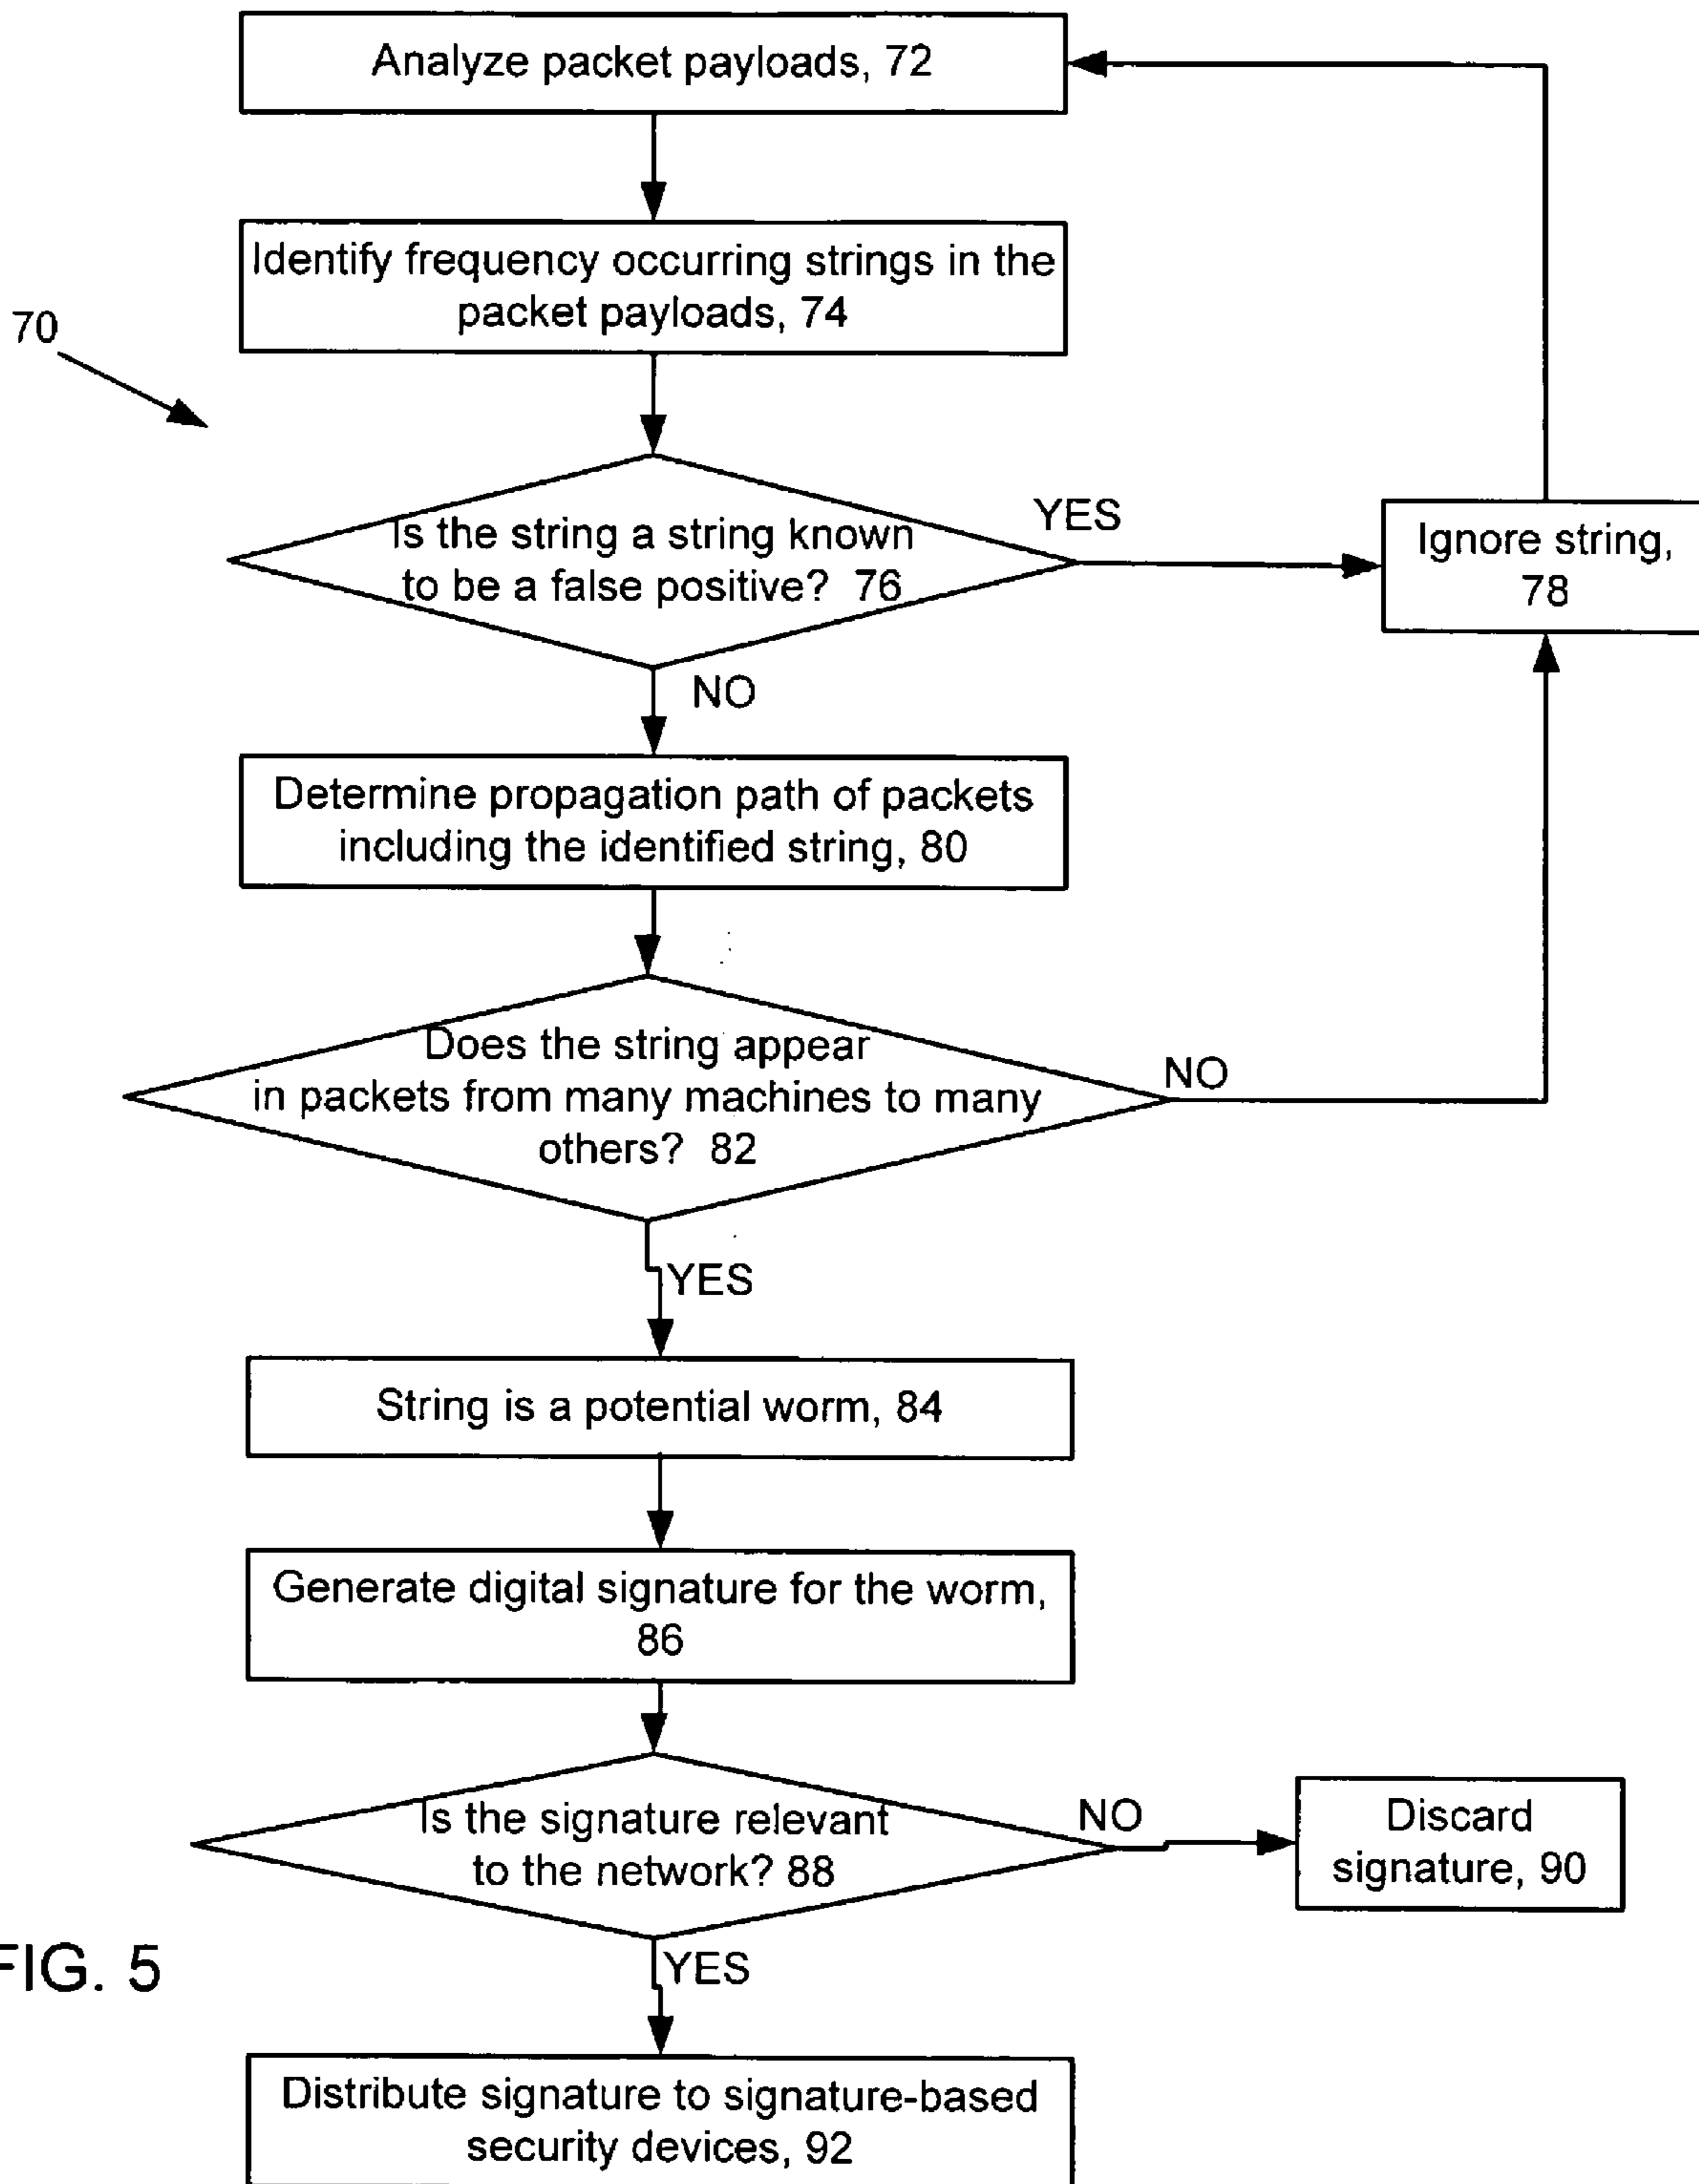 Analyze packet payloads, 72
Identify frequency occurring strings in the
packet payloads, 74
70
Is the string a string known
to be a false positive? 76
YES
Ignore string,
78
NO
Determine propagation path of packets
including the identified string, 80
Does the string appear
in packets from many machines to many
others? 82
NO
YES
String is a potential worm, 84
Generate digital signature for the worm,
86
Is the signature relevant
to the network? 88
NO
Discard
signature, 90
FIG. 5
YES
Distribute signature to signature-based
security devices, 92